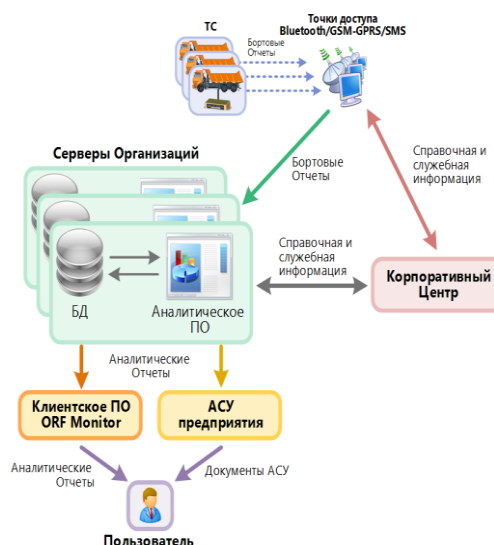 ТС
Точки доступа
Bluetooth/GSM-GPRS/SMS
Бортовые
Отчеты
Справочная и
служебная
информация
Серверы Организаций
Бортовые
Отчеты
Справочная и
служебная
информация
Корпоративный
Центр
БД
Аналитическое
ПО
Аналитические
Отчеты
Клиентское ПО
ORF Monitor
АСУ
предприятия
Аналитические
Отчеты
Документы АСУ
Пользователь